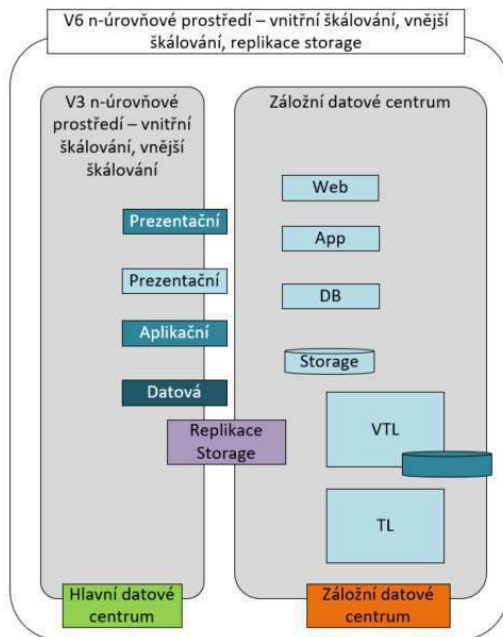 V6 n-úrovňové prostředí – vnitřní škálování, vnější
škálování, replikace storage
V3 n-úrovňové
prostředí – vnitřní
škálování, vnější
škálování
Prezentační
Prezentační
Aplikační
Datová
Replikace
Storage
Hlavní datové
centrum
Záložní datové centrum
Web
App
DB
Storage
VTL
TL
Záložní datové
centrum